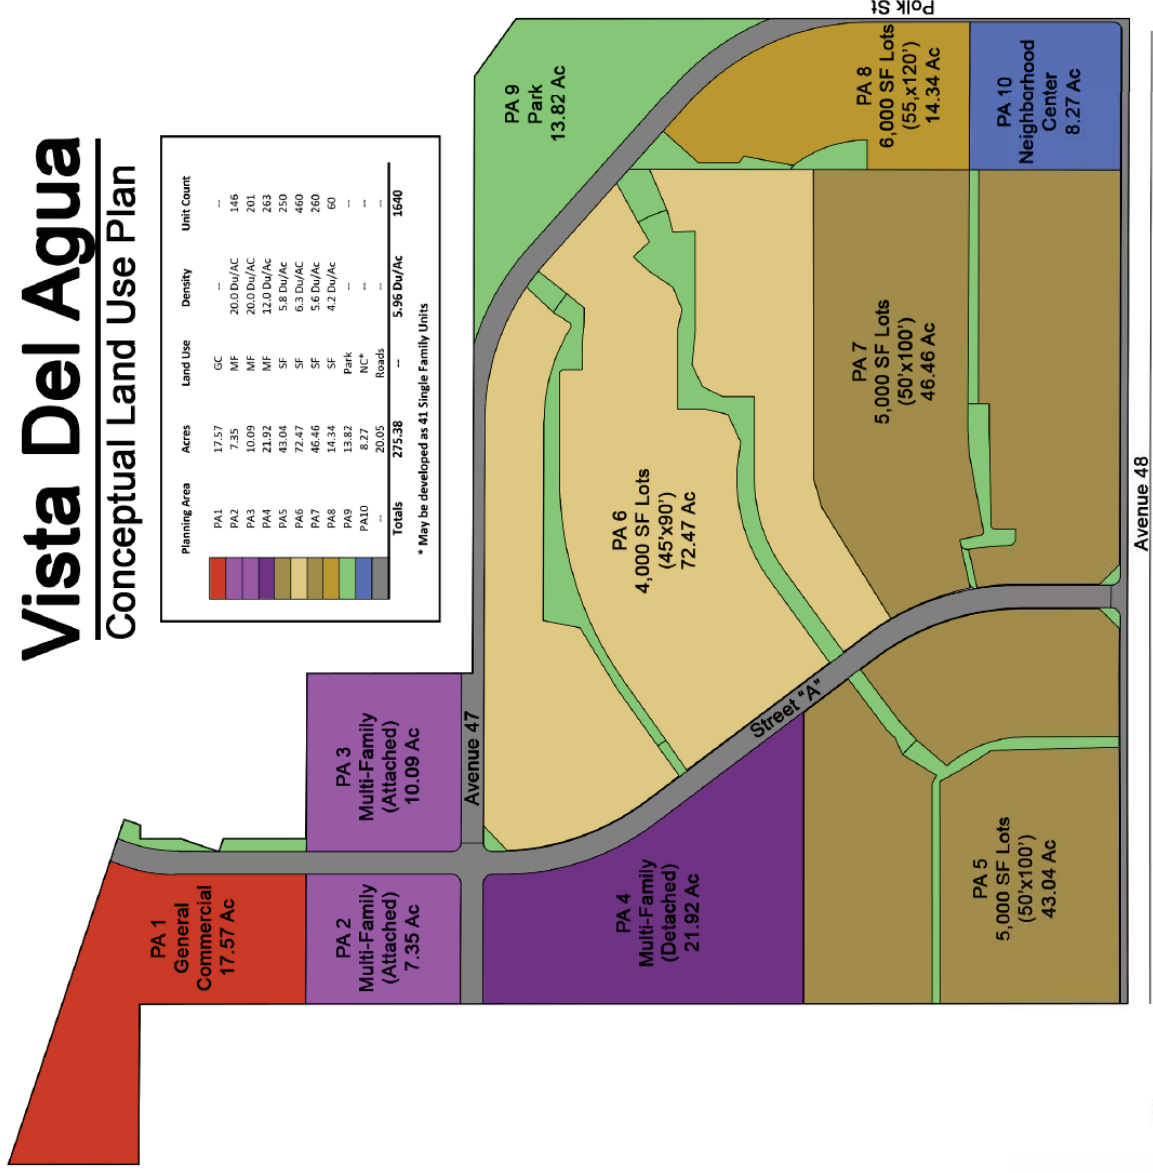 Vista Del Agua
Conceptual Land Use Plan
Planning Area Acres Land Use Density Unit Count
PA1 17.57 GC -- --
PA2 7.35 MF 20.0 Du/AC 146
PA3 10.09 MF 20.0 Du/AC 201
PA4 21.92 MF 12.0 Du/Ac 263
PA5 43.04 SF 5.8 Du/Ac 250
PA6 72.47 SF 6.3 Du/AC 460
PA7 46.46 SF 5.6 Du/Ac 260
PA8 14.34 SF 4.2 Du/Ac 60
PA9 13.82 Park -- --
PA10 8.27 NC* -- --
-- 20.05 Roads -- --
Totals 275.38 -- 5.96 Du/Ac 1640
* May be developed as 41 Single Family Units
PA 1
General
Commercial
17.57 Ac
PA 2
Multi-Family
(Attached)
7.35 Ac
PA 3
Multi-Family
(Attached)
10.09 Ac
Avenue 47
PA 9
Park
13.82 Ac
PA 4
Multi-Family
(Detached)
21.92 Ac
PA 6
4,000 SF Lots
(45'x90')
72.47 Ac
Street "A"
PA 8
6,000 SF Lots
(55,x120')
14.34 Ac
Polk St
PA 7
5,000 SF Lots
(50'x100')
46.46 Ac
PA 10
Neighborhood
Center
8.27 Ac
PA 5
5,000 SF Lots
(50'x100')
43.04 Ac
Avenue 48